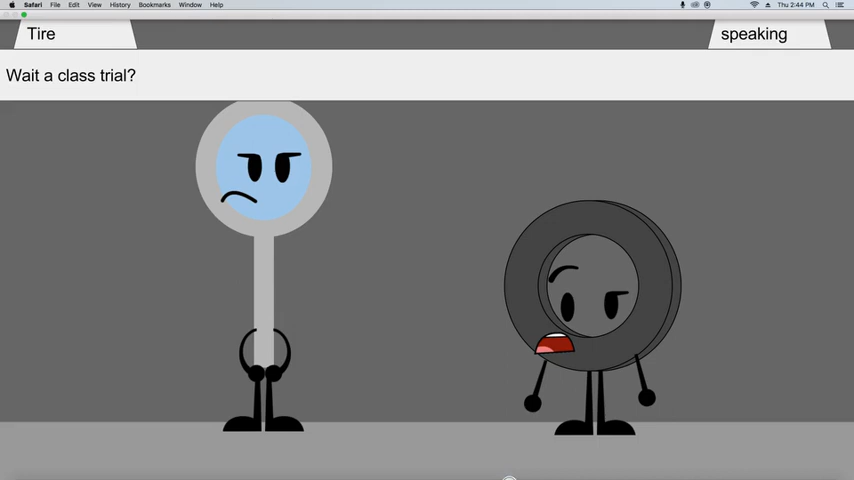 Safari File Edit View History Bookmarks Window Help Thu 2:44 PM
Tire speaking
Wait a class trial?